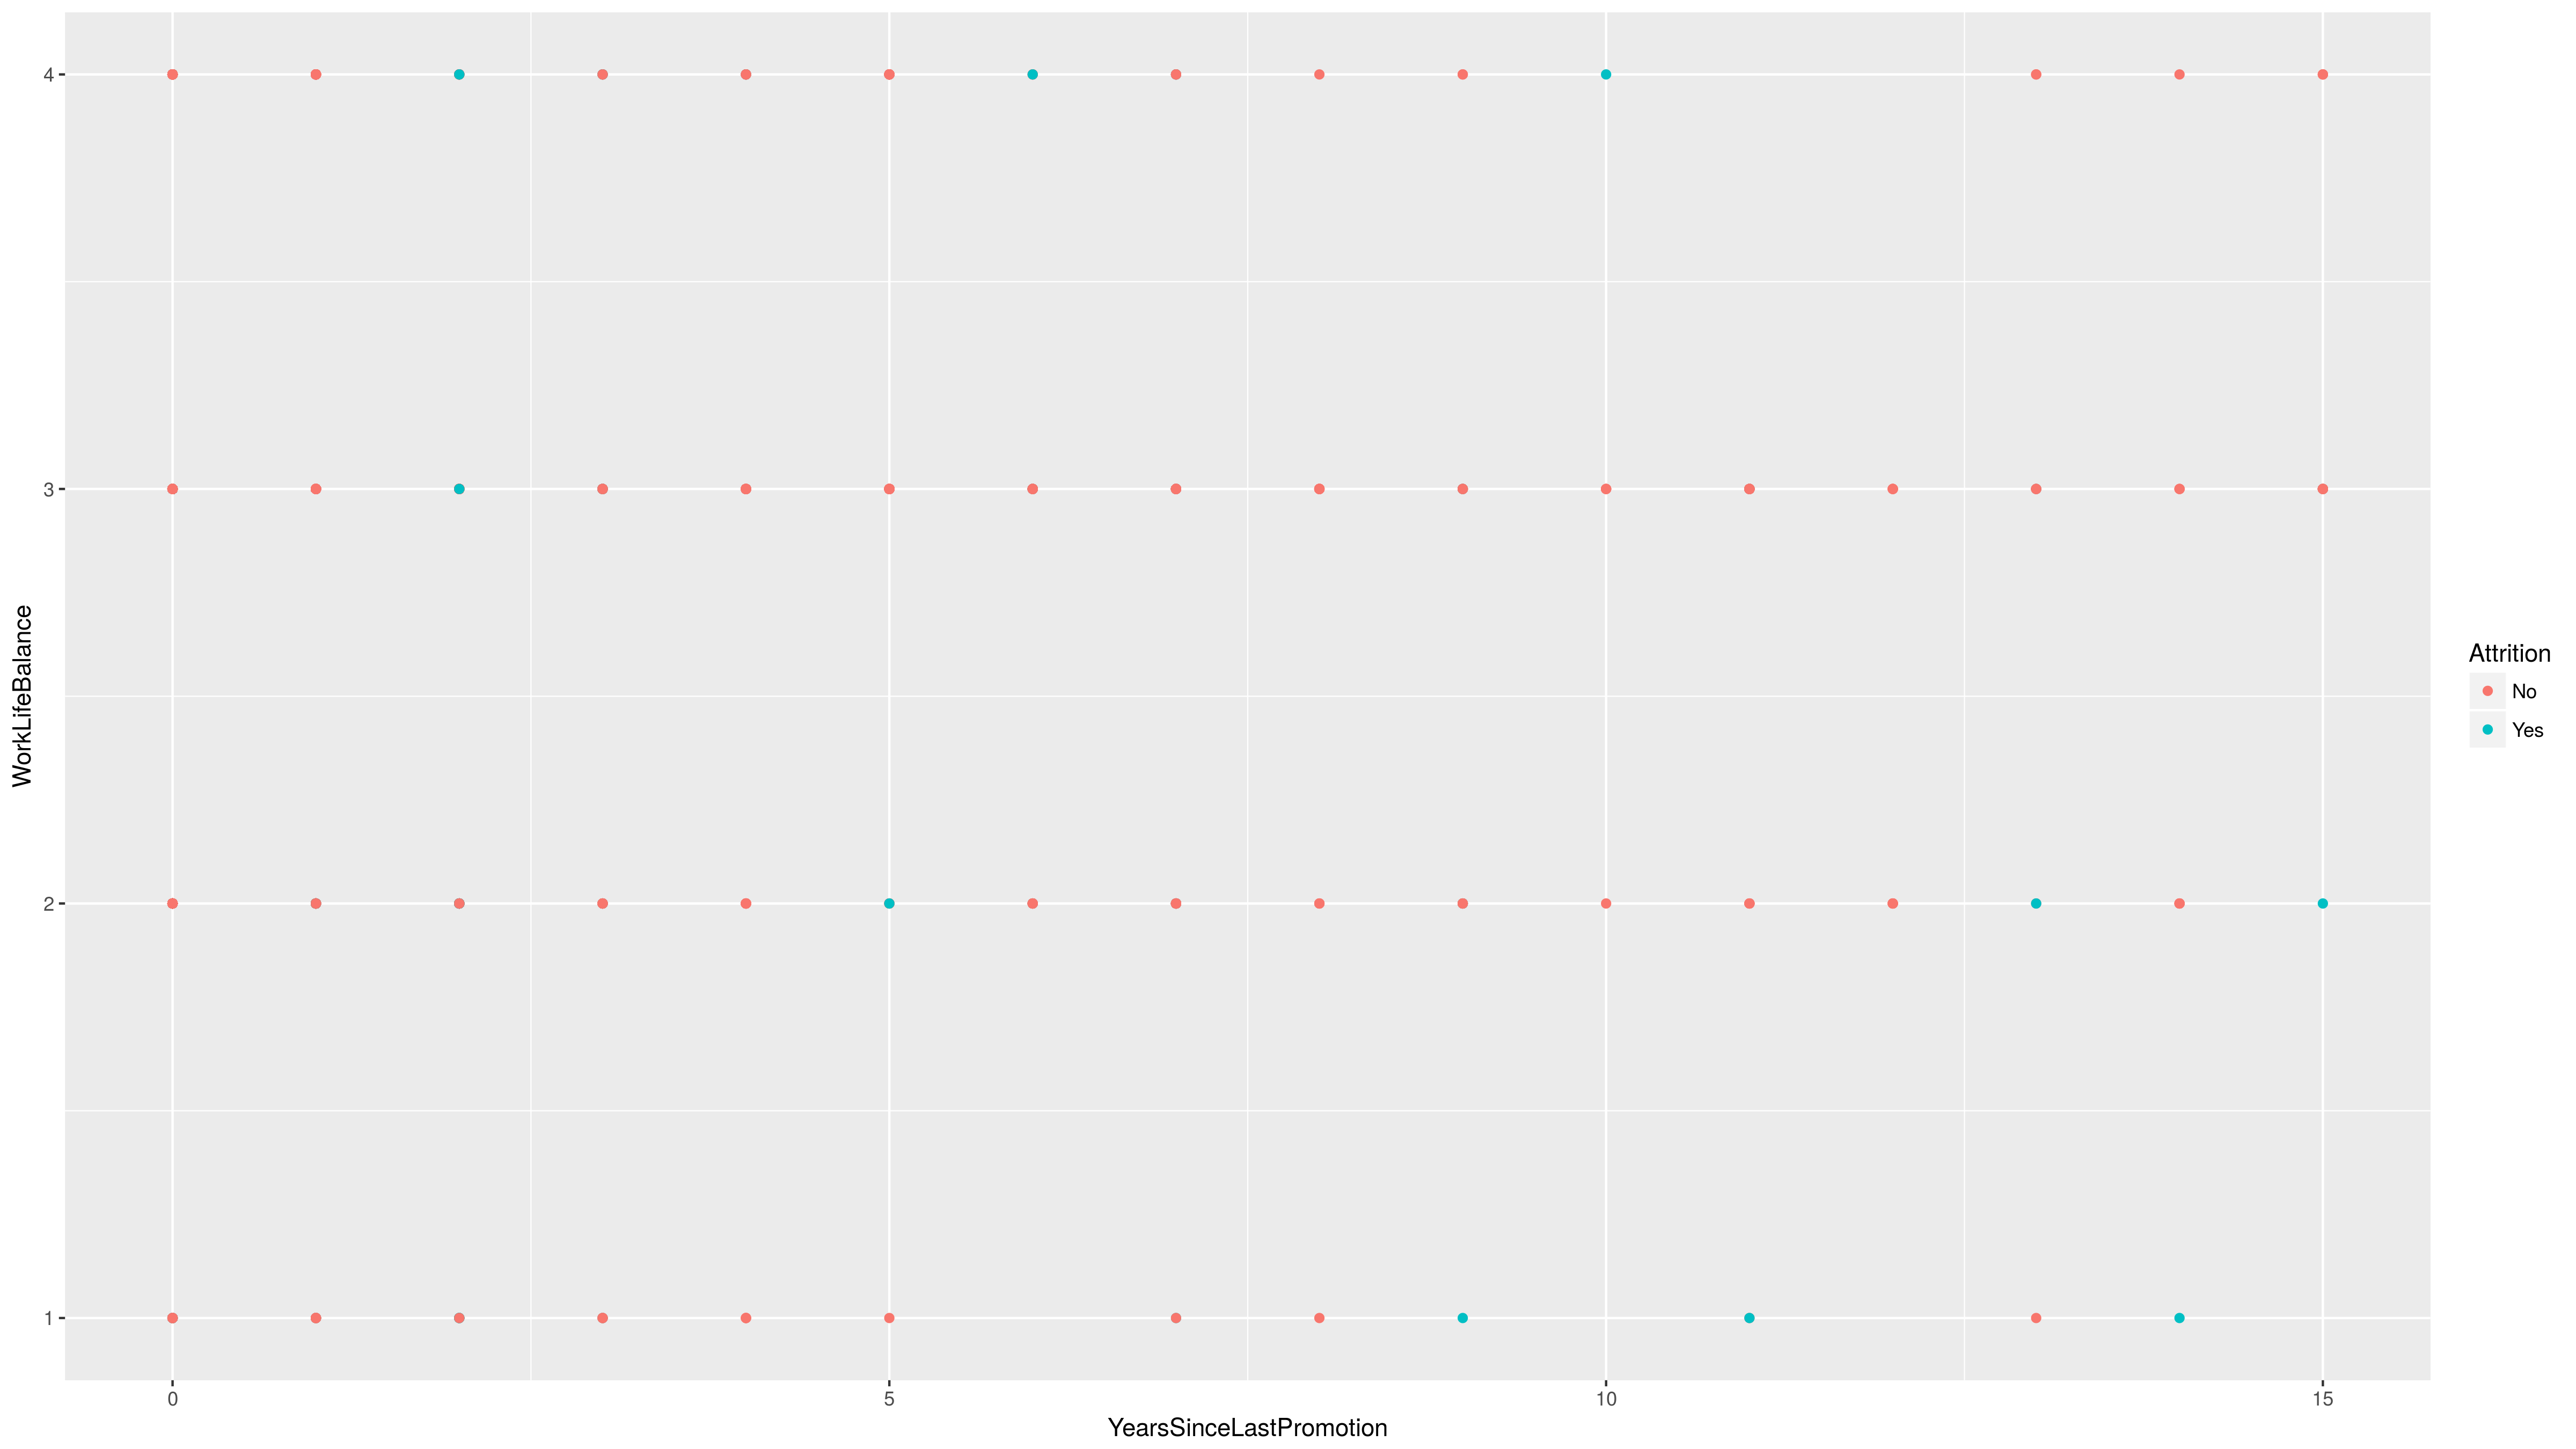 4
3
2
1
WorkLifeBalance
0 5 10 15
YearsSinceLastPromotion
Attrition
No
Yes